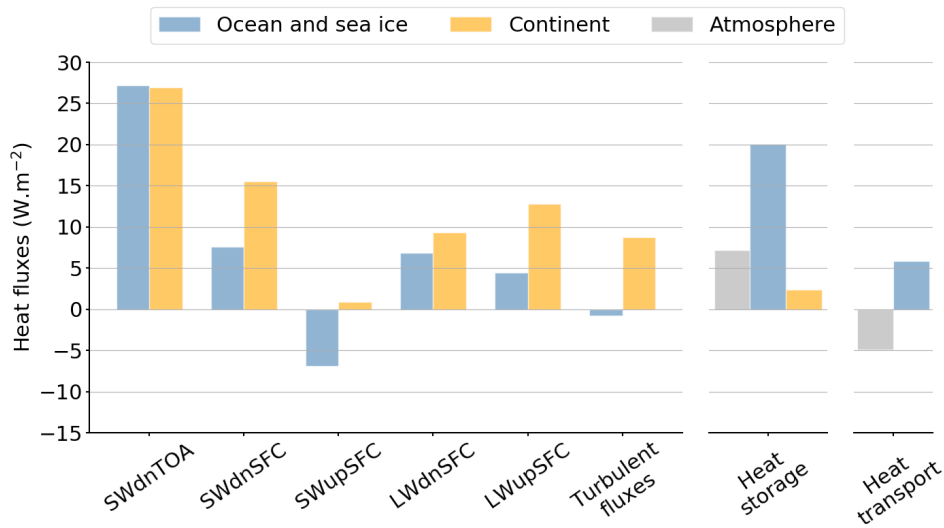 Ocean and sea ice Continent Atmosphere
Heat fluxes (W.m⁻²)
30
25
20
15
10
5
0
−5
−10
−15
SWdnTOA
SWdnSFC
SWupSFC
LWdnSFC
LWupSFC
Turbulent
fluxes
Heat
storage
Heat
transport